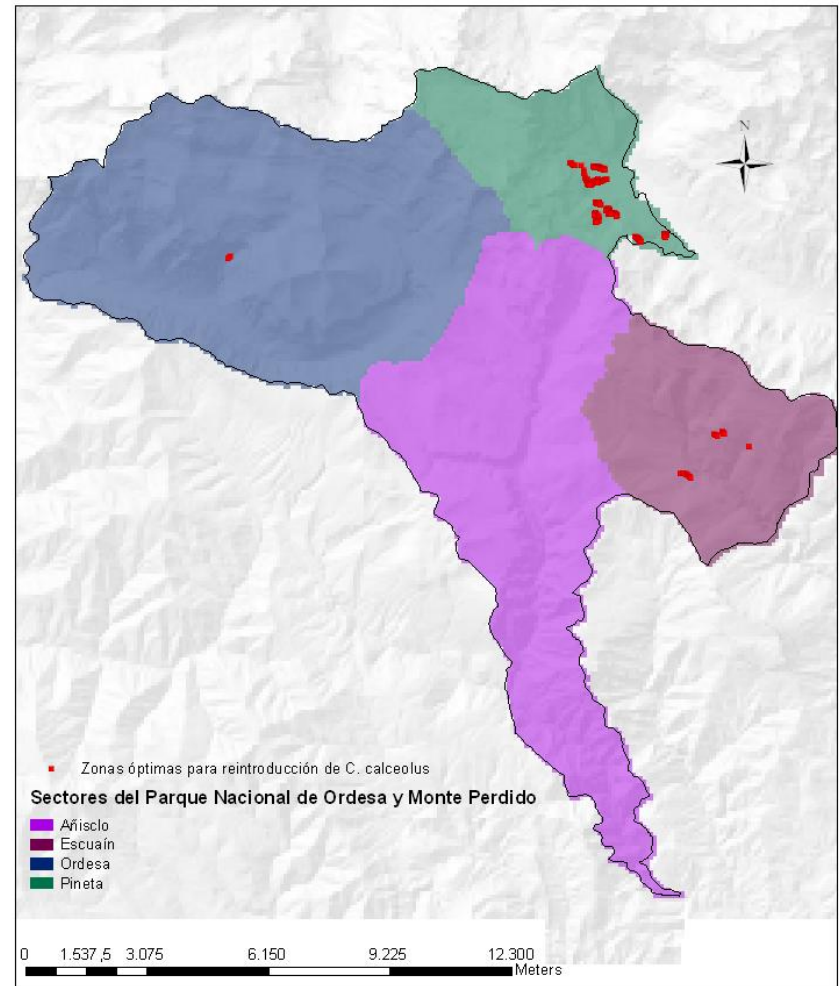 N
Zonas óptimas para reintroducción de C. calceolus
Sectores del Parque Nacional de Ordesa y Monte Perdido
Añisclo
Escuaín
Ordesa
Pineta
0 1.537,5 3.075 6.150 9.225 12.300
Meters